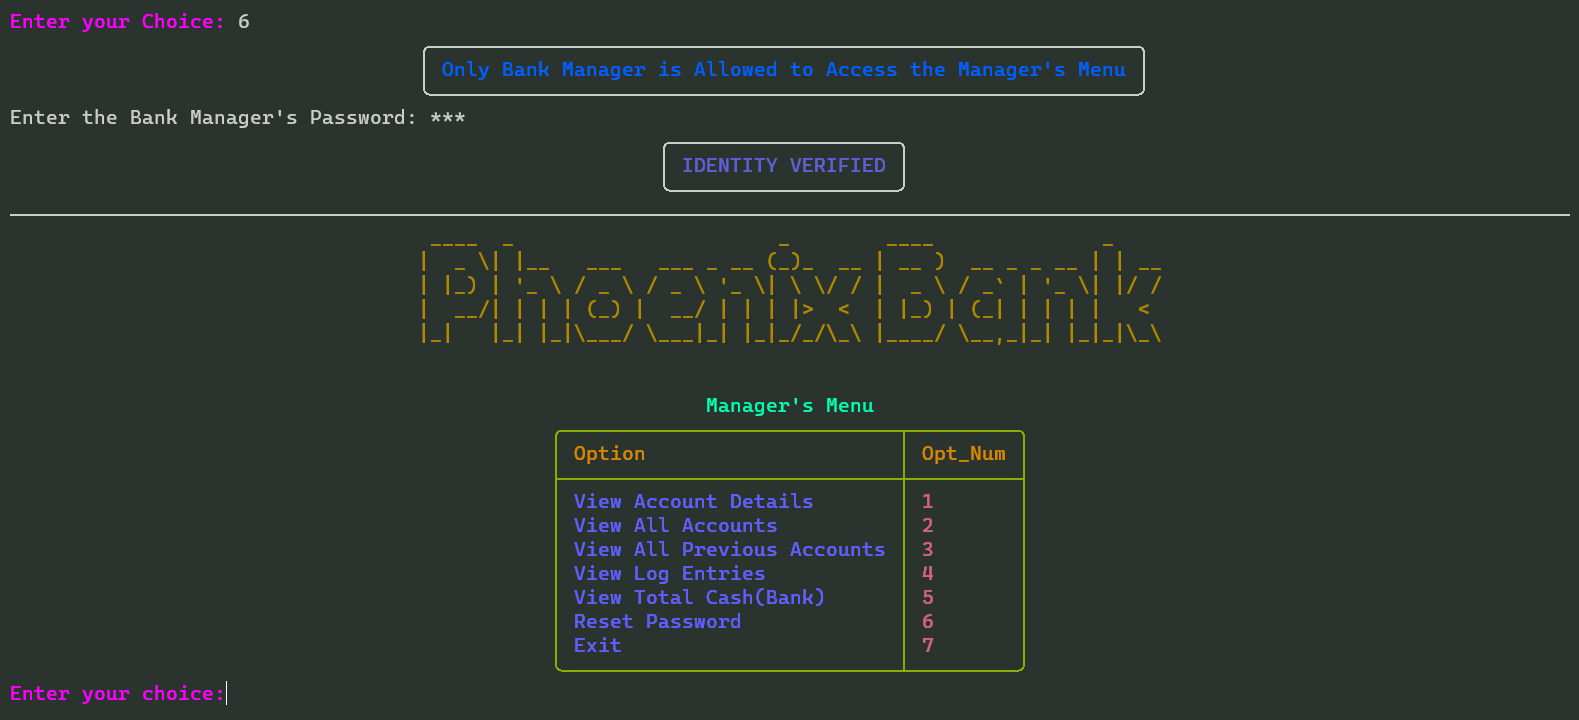 Enter your Choice: 6
Only Bank Manager is Allowed to Access the Manager's Menu
Enter the Bank Manager's Password: ***
IDENTITY VERIFIED
Phoenix Bank
Manager's Menu
Option Opt_Num
View Account Details 1
View All Accounts 2
View All Previous Accounts 3
View Log Entries 4
View Total Cash(Bank) 5
Reset Password 6
Exit 7
Enter your choice: